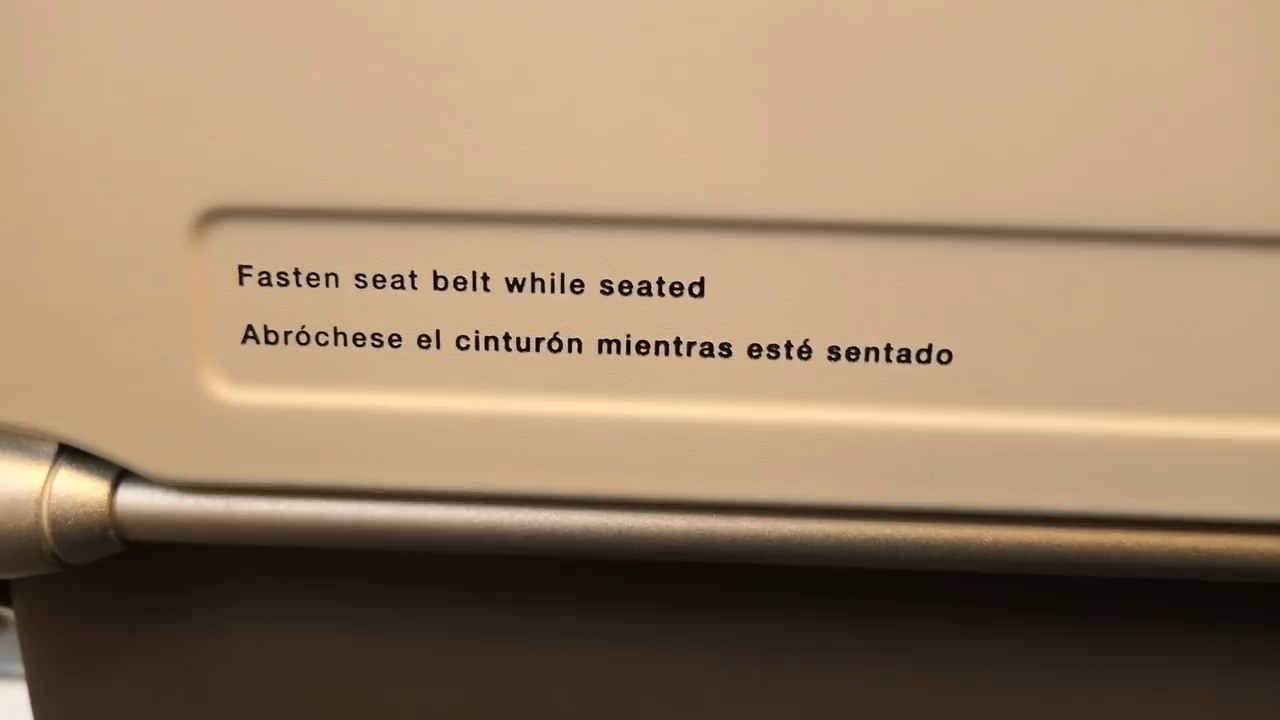 Fasten seat belt while seated
Abróchese el cinturón mientras esté sentado